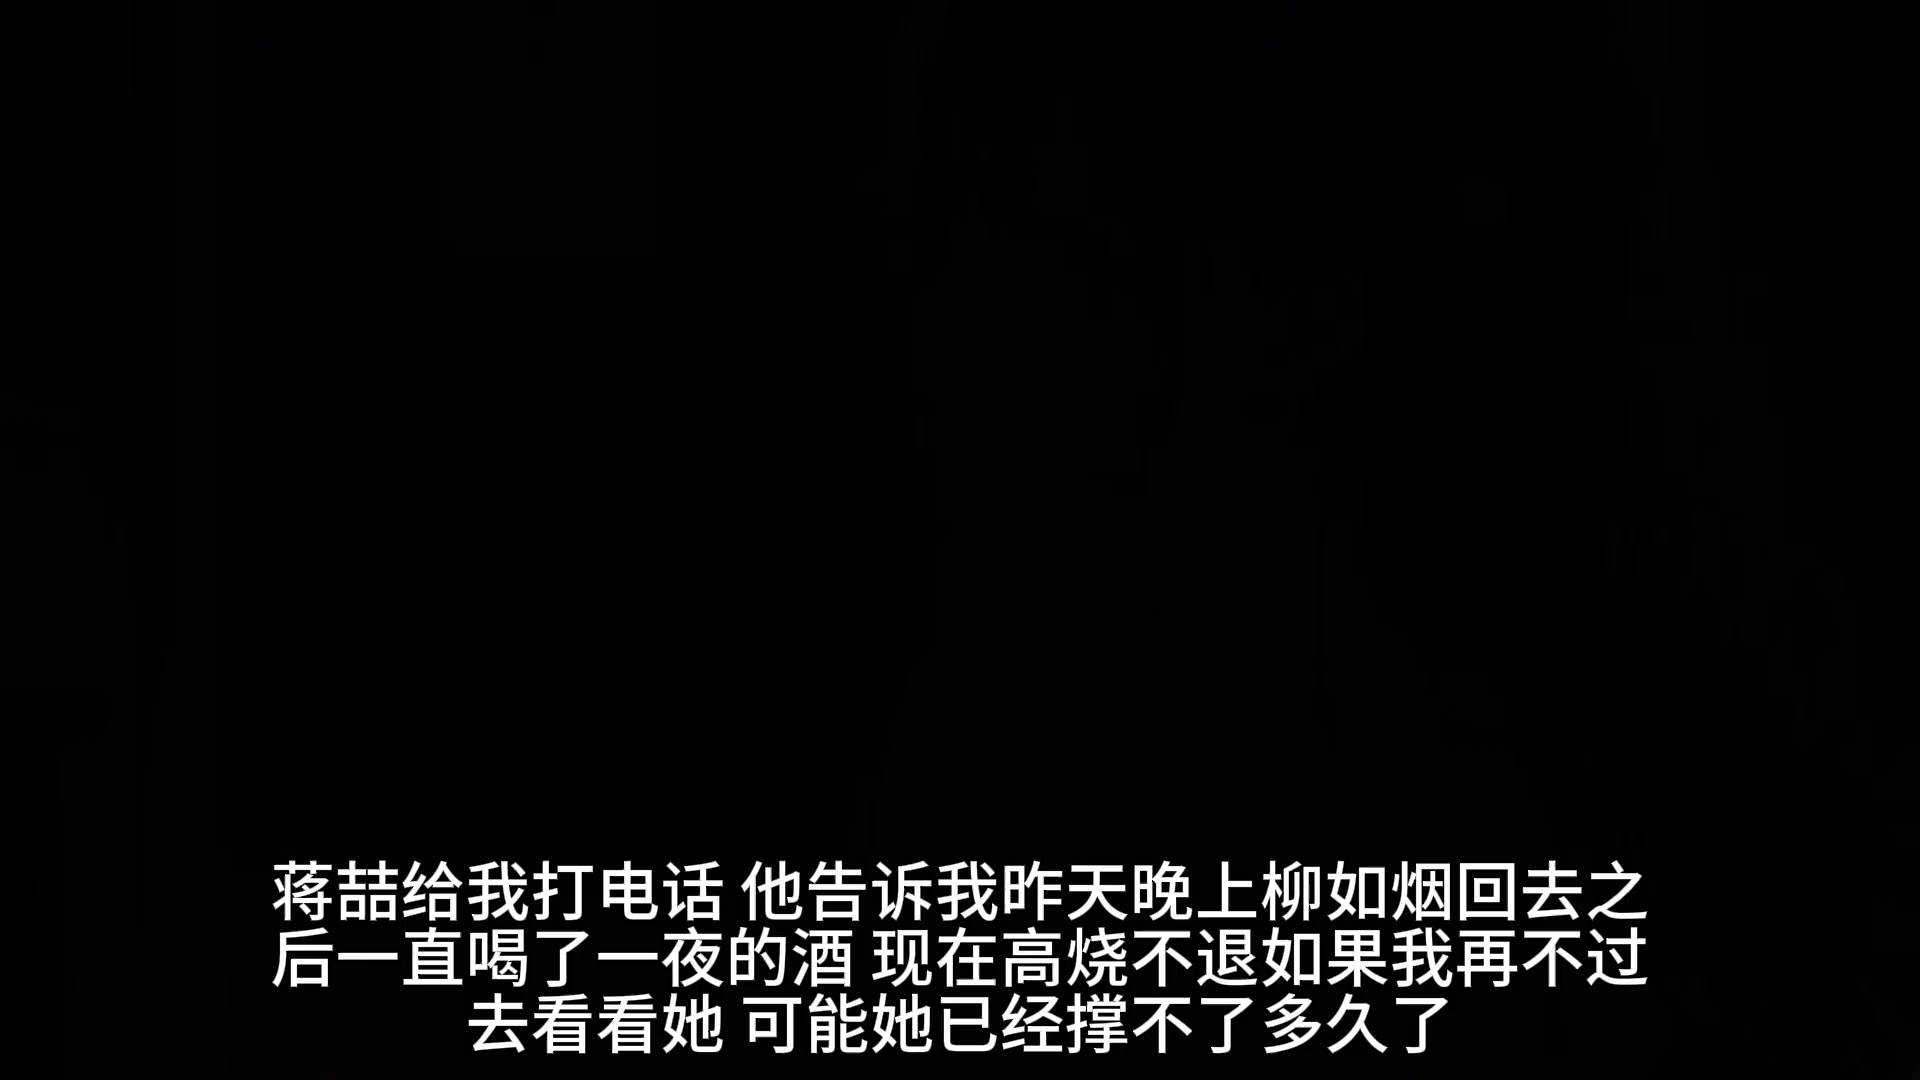 蒋喆给我打电话 他告诉我昨天晚上柳如烟回去之
后一直喝了一夜的酒 现在高烧不退如果我再不过
去看看她 可能她已经撑不了多久了